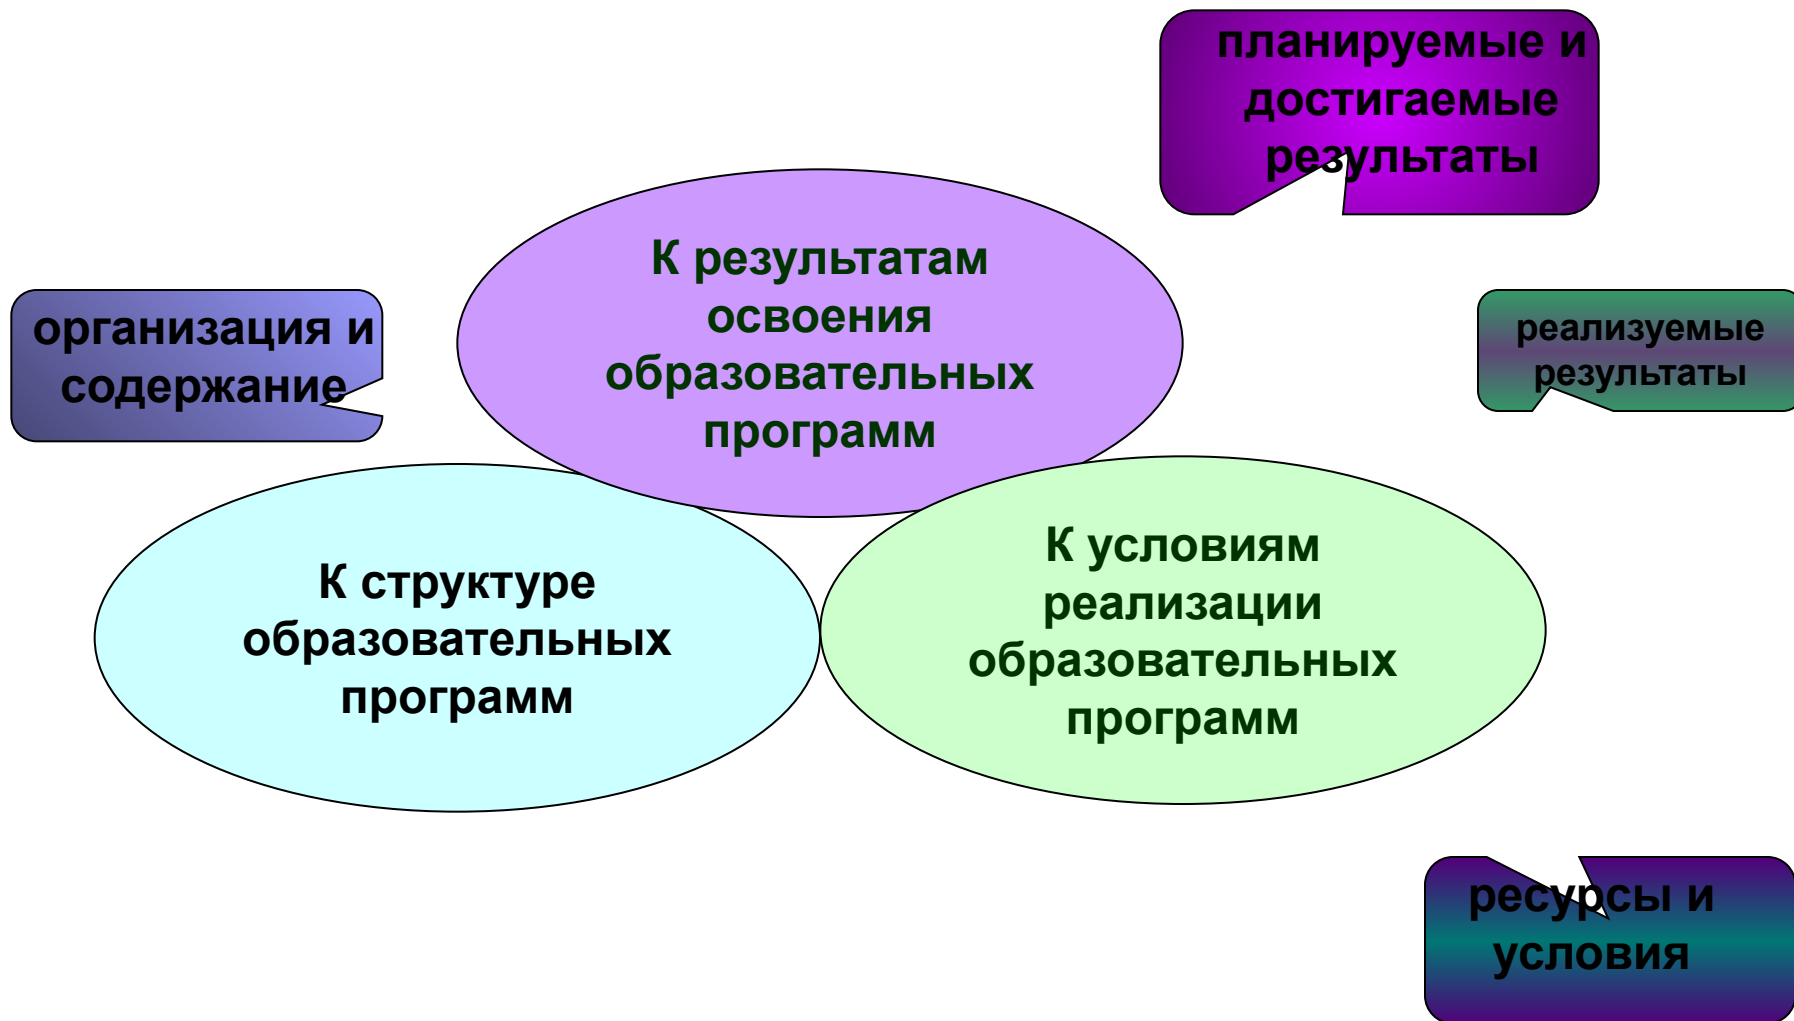 планируемые и
достигаемые
результаты
К результатам
освоения
образовательных
программ
организация и
содержание
реализуемые
результаты
К структуре
образовательных
программ
К условиям
реализации
образовательных
программ
ресурсы и
условия